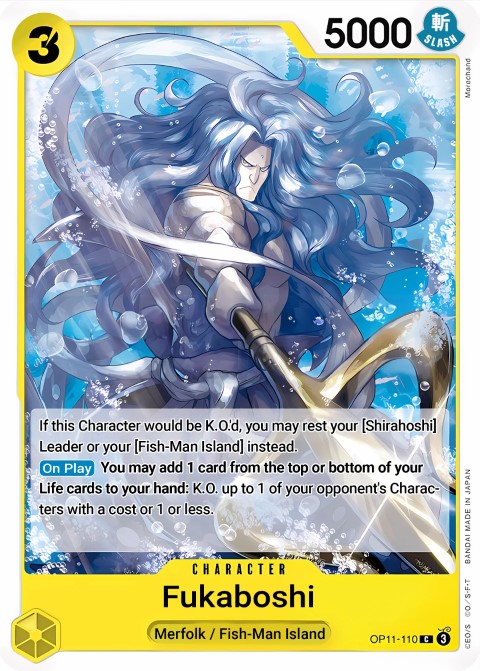 3
5000
斬
SLASH
Morochand
If this Character would be K.O.'d, you may rest your [Shirahoshi]
Leader or your [Fish-Man Island] instead.
On Play You may add 1 card from the top or bottom of your
Life cards to your hand: K.O. up to 1 of your opponent's Charac-
ters with a cost or 1 or less.
CHARACTER
Fukaboshi
Merfolk / Fish-Man Island
OP11-110 C 3
©E.O/S ©O/S·F·T BANDAI MADE IN JAPAN